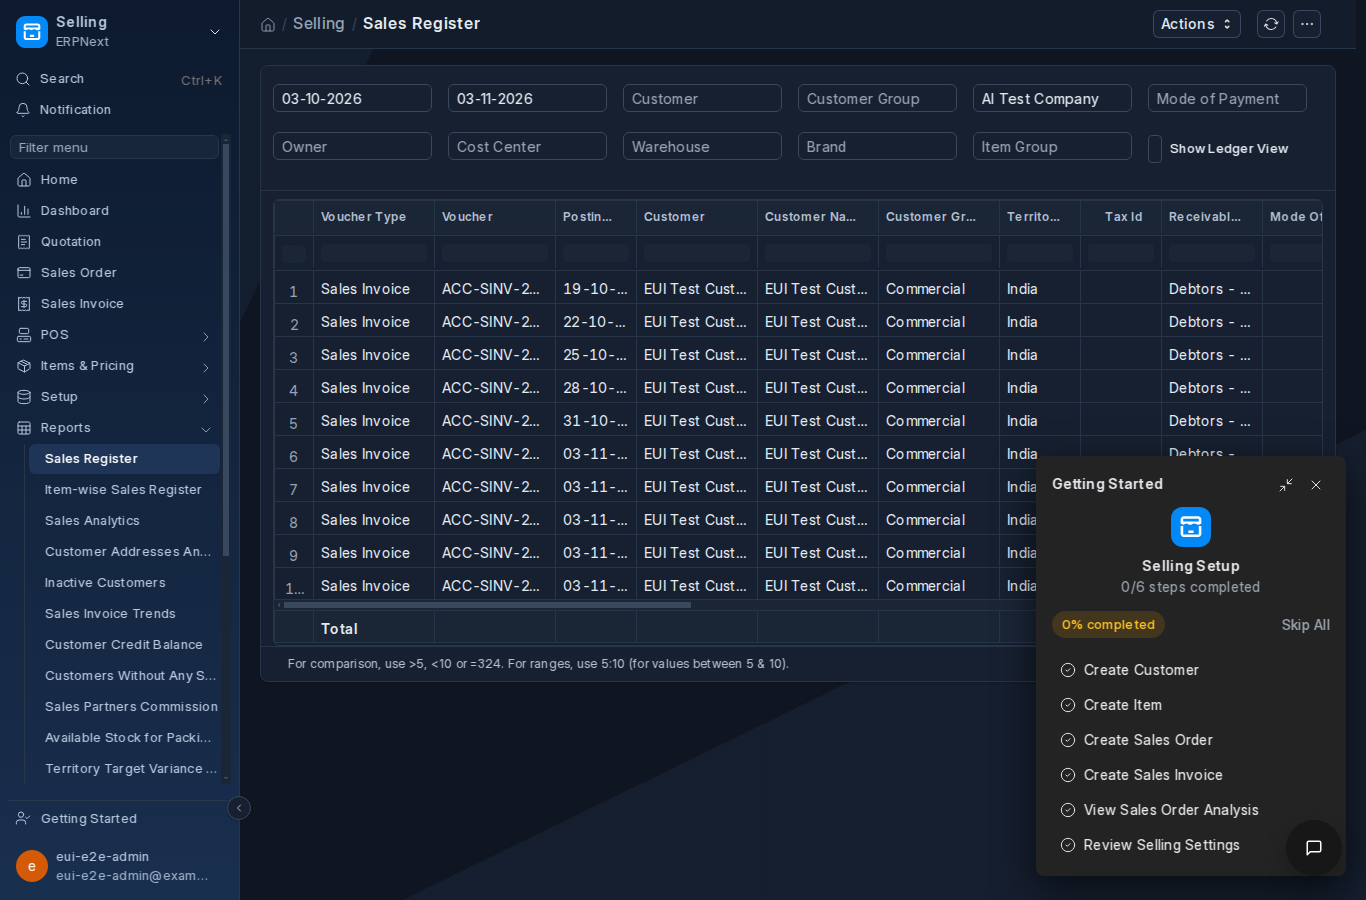 Selling
ERPNext
Search
Ctrl+K
Notification
Filter menu
Home
Dashboard
Quotation
Sales Order
Sales Invoice
POS
Items & Pricing
Setup
Reports
Sales Register
Item-wise Sales Register
Sales Analytics
Customer Addresses An...
Inactive Customers
Sales Invoice Trends
Customer Credit Balance
Customers Without Any S...
Sales Partners Commission
Available Stock for Packi...
Territory Target Variance ...
Getting Started
e
eui-e2e-admin
eui-e2e-admin@exam...
/ Selling / Sales Register
Actions
03-10-2026 03-11-2026 Customer Customer Group AI Test Company Mode of Payment
Owner Cost Center Warehouse Brand Item Group Show Ledger View
Voucher Type Voucher Postin... Customer Customer Na... Customer Gr... Territo... Tax Id Receivabl... Mode Of
1 Sales Invoice ACC-SINV-2... 19-10-... EUI Test Cust... EUI Test Cust... Commercial India Debtors - ...
2 Sales Invoice ACC-SINV-2... 22-10-... EUI Test Cust... EUI Test Cust... Commercial India Debtors - ...
3 Sales Invoice ACC-SINV-2... 25-10-... EUI Test Cust... EUI Test Cust... Commercial India Debtors - ...
4 Sales Invoice ACC-SINV-2... 28-10-... EUI Test Cust... EUI Test Cust... Commercial India Debtors - ...
5 Sales Invoice ACC-SINV-2... 31-10-... EUI Test Cust... EUI Test Cust... Commercial India Debtors - ...
6 Sales Invoice ACC-SINV-2... 03-11-... EUI Test Cust... EUI Test Cust... Commercial India Debtors - ...
7 Sales Invoice ACC-SINV-2... 03-11-... EUI Test Cust... EUI Test Cust... Commercial India
8 Sales Invoice ACC-SINV-2... 03-11-... EUI Test Cust... EUI Test Cust... Commercial India
9 Sales Invoice ACC-SINV-2... 03-11-... EUI Test Cust... EUI Test Cust... Commercial India
1... Sales Invoice ACC-SINV-2... 03-11-... EUI Test Cust... EUI Test Cust... Commercial India
Total
For comparison, use >5, <10 or =324. For ranges, use 5:10 (for values between 5 & 10).
Getting Started
Selling Setup
0/6 steps completed
0% completed
Skip All
Create Customer
Create Item
Create Sales Order
Create Sales Invoice
View Sales Order Analysis
Review Selling Settings